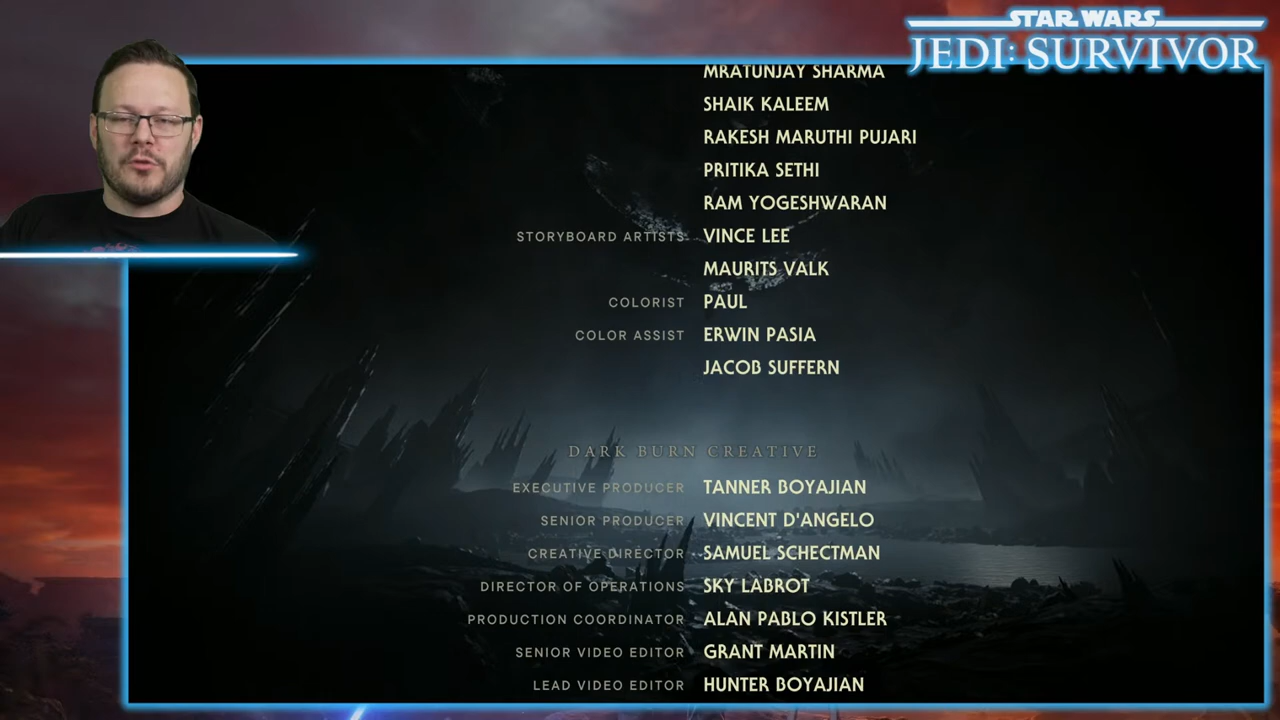 STAR WARS
JEDI: SURVIVOR
MRATUNJAY SHARMA
SHAIK KALEEM
RAKESH MARUTHI PUJARI
PRITIKA SETHI
RAM YOGESHWARAN
STORYBOARD ARTISTS VINCE LEE
MAURITS VALK
COLORIST PAUL
COLOR ASSIST ERWIN PASIA
JACOB SUFFERN
DARK BURN CREATIVE
EXECUTIVE PRODUCER TANNER BOYAJIAN
SENIOR PRODUCER VINCENT D'ANGELO
CREATIVE DIRECTOR SAMUEL SCHECTMAN
DIRECTOR OF OPERATIONS SKY LABROT
PRODUCTION COORDINATOR ALAN PABLO KISTLER
SENIOR VIDEO EDITOR GRANT MARTIN
LEAD VIDEO EDITOR HUNTER BOYAJIAN